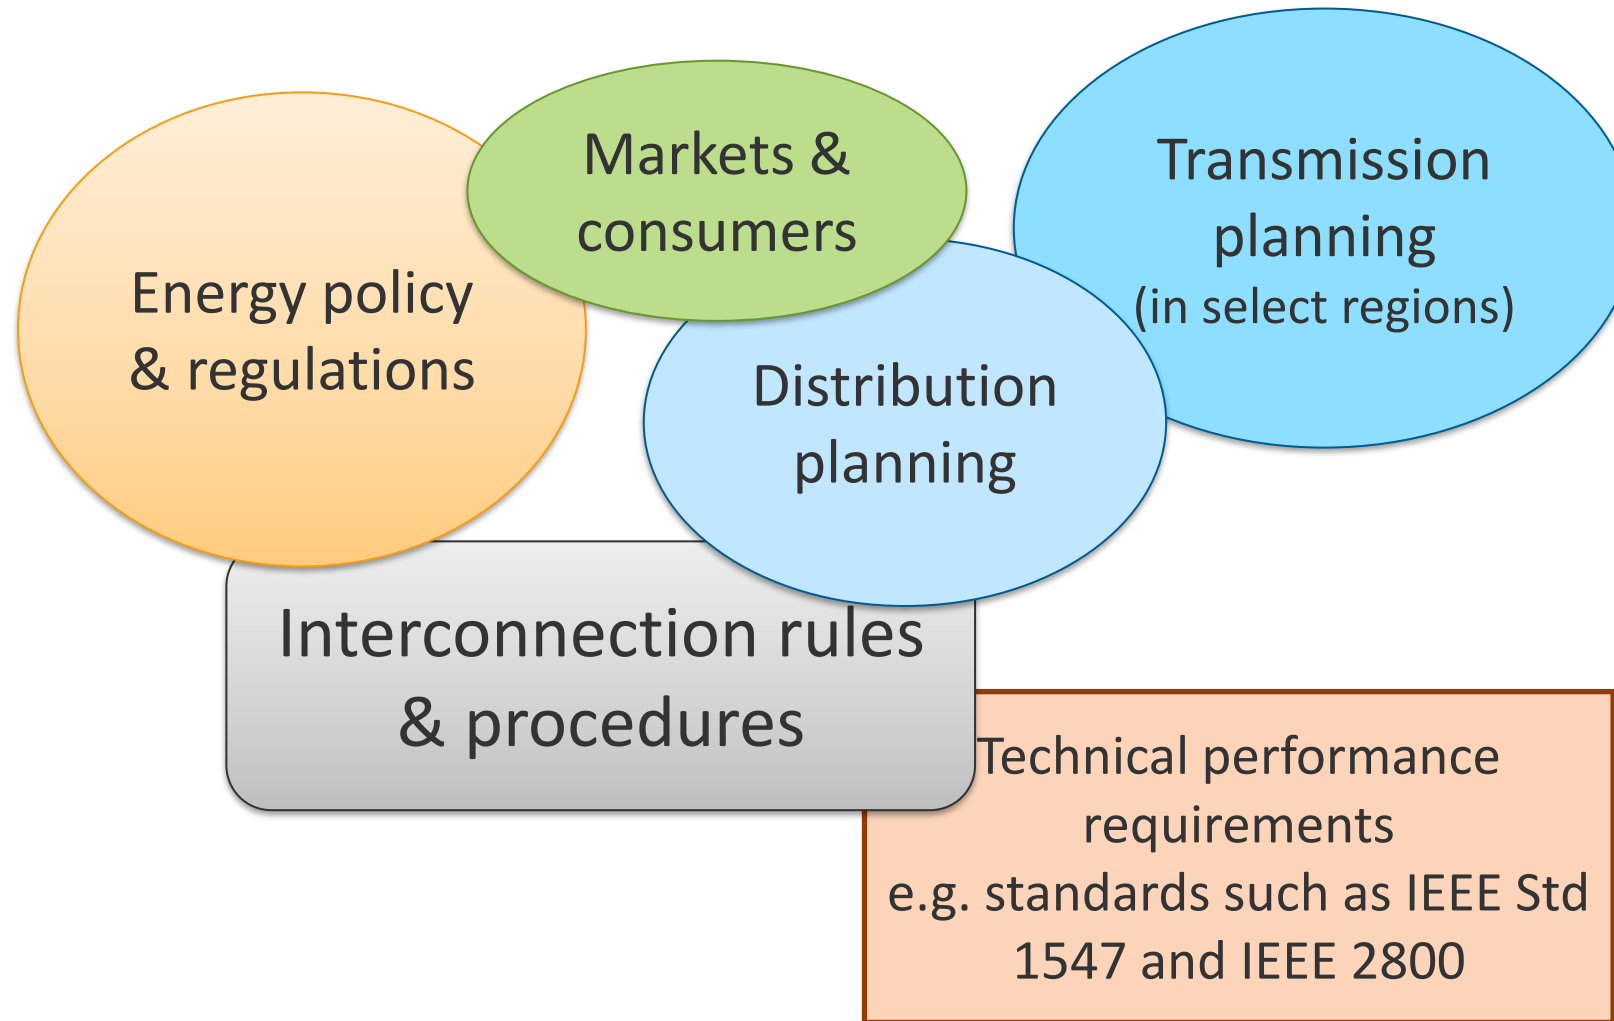 Markets &
consumers
Transmission
planning
(in select regions)
Energy policy
& regulations
Distribution
planning
Interconnection rules
& procedures
Technical performance
requirements
e.g. standards such as IEEE Std
1547 and IEEE 2800